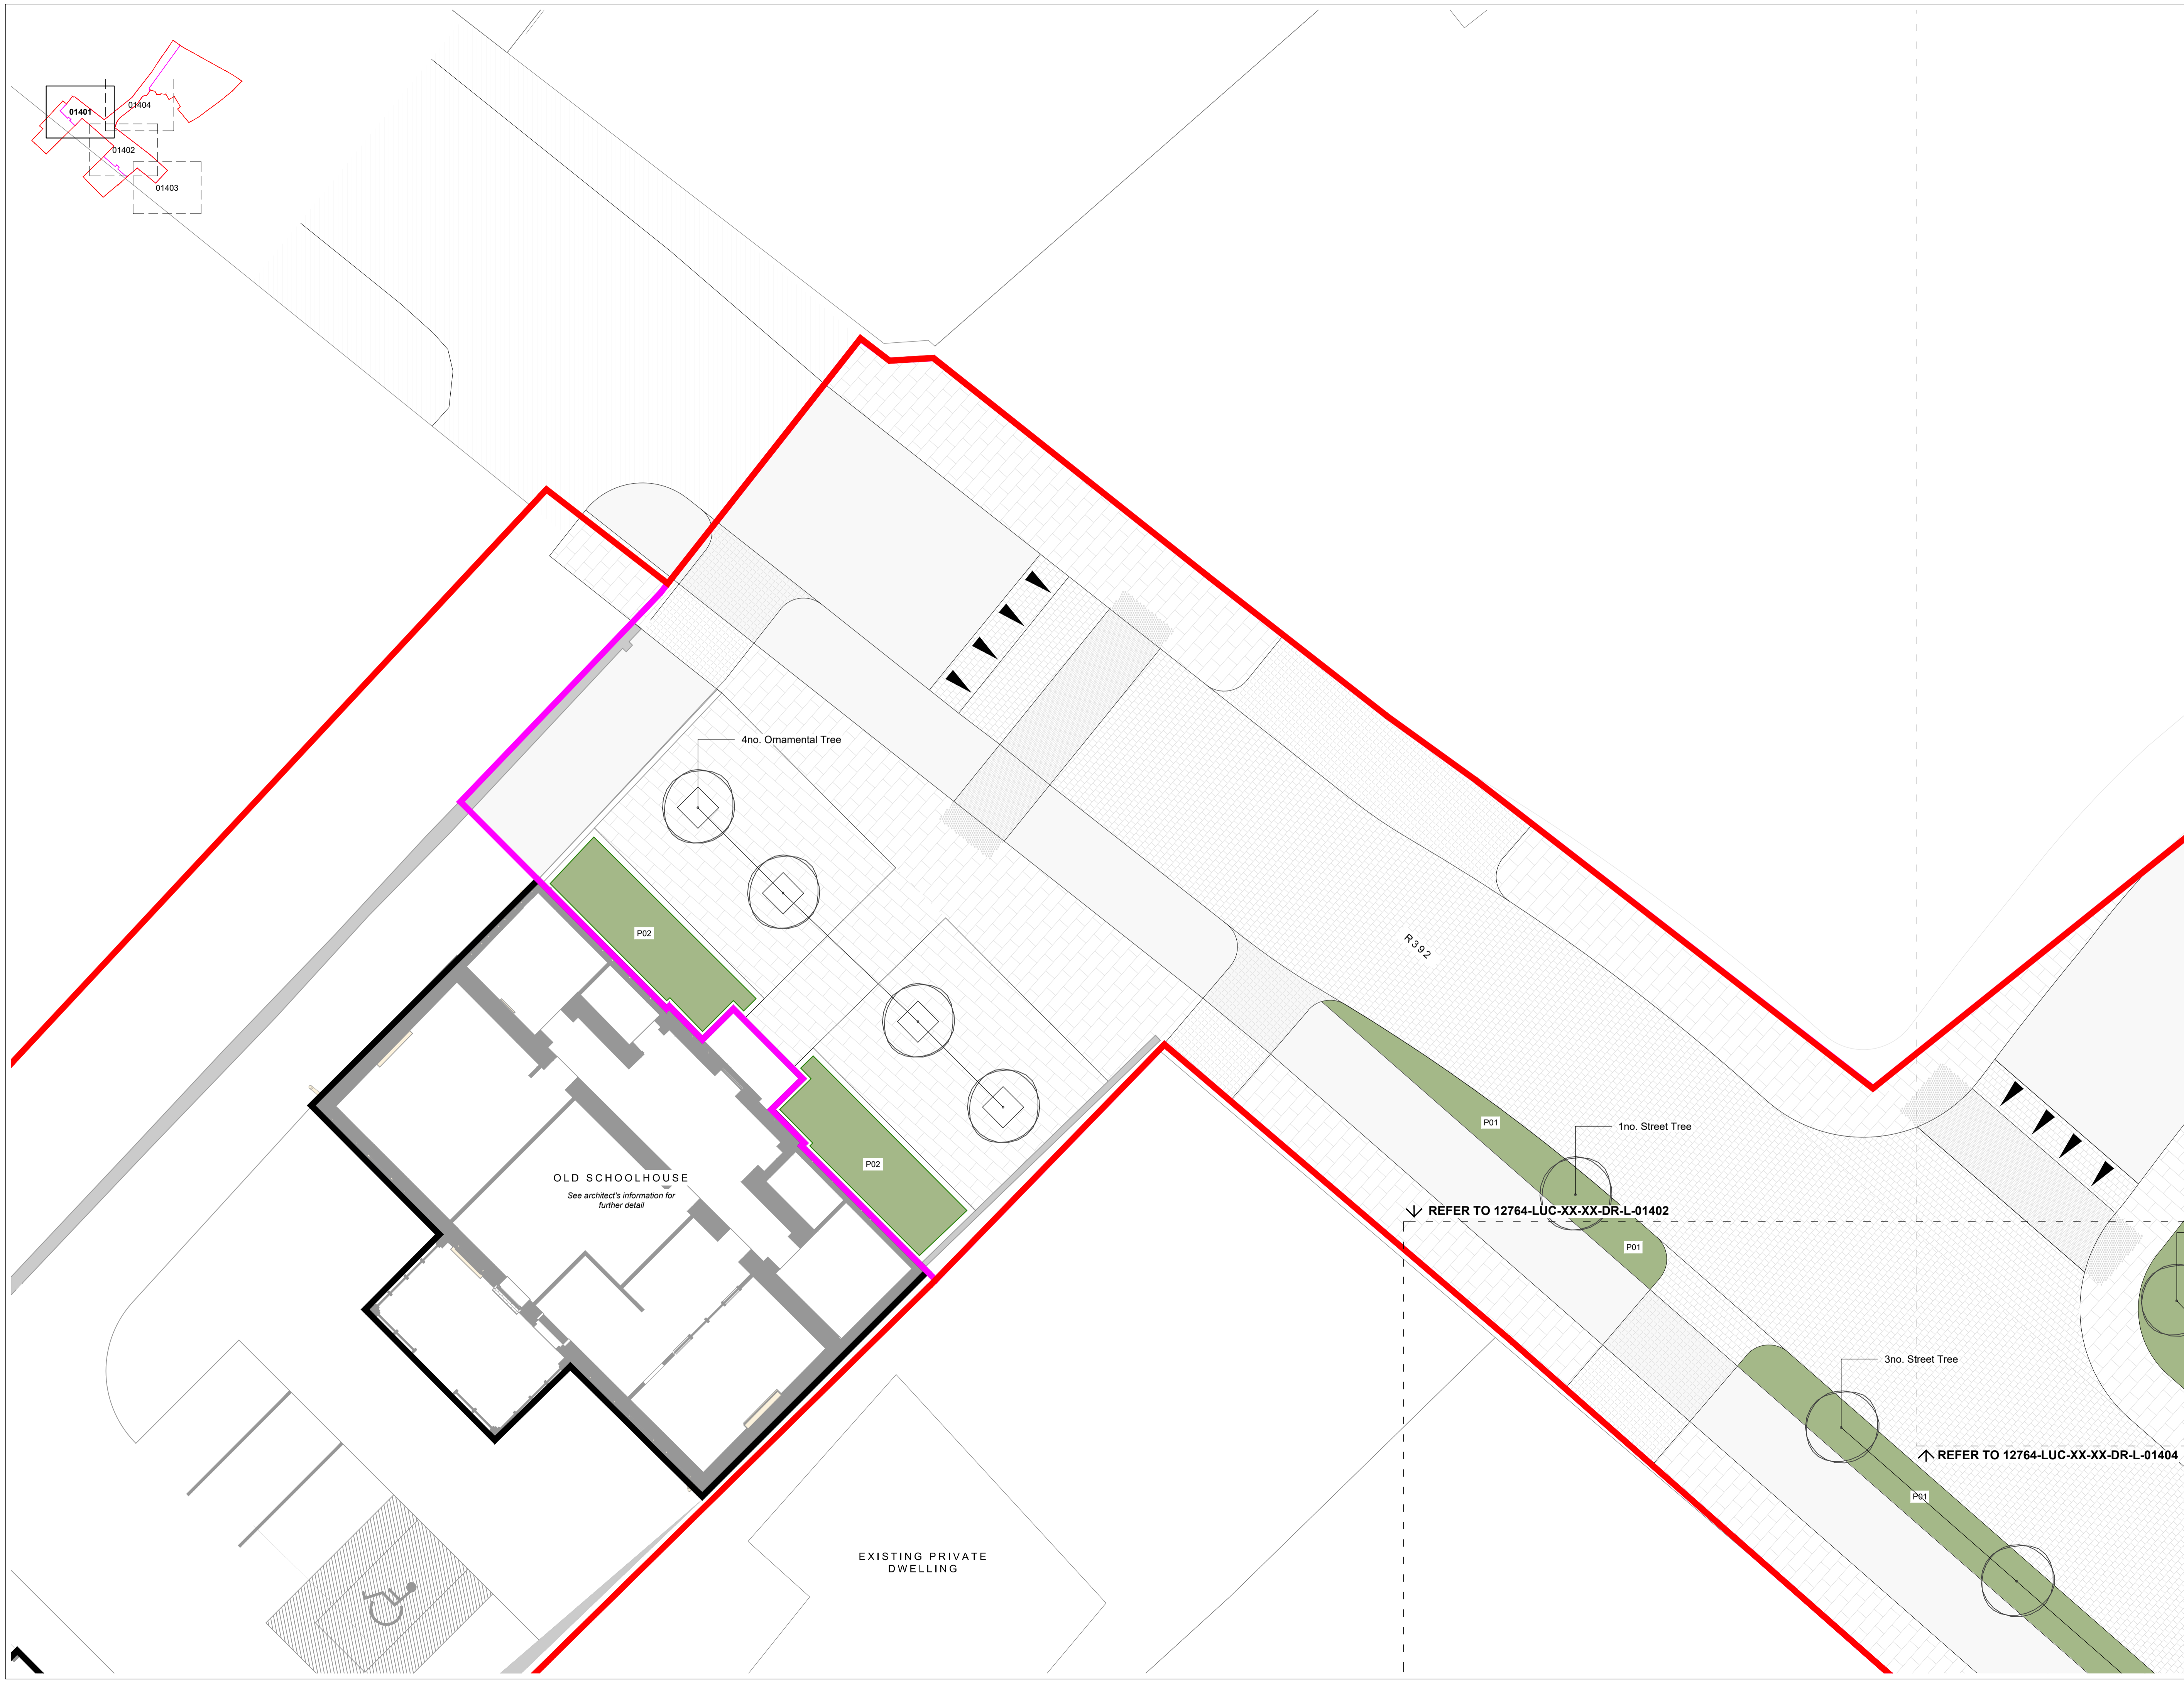 01404
01401
01402
01403
4no. Ornamental Tree
P02
R392
P01
1no. Street Tree
P02
OLD SCHOOLHOUSE
See architect's information for
further detail
REFER TO 12764-LUC-XX-XX-DR-L-01402
P01
3no. Street Tree
REFER TO 12764-LUC-XX-XX-DR-L-01404
P01
EXISTING PRIVATE
DWELLING